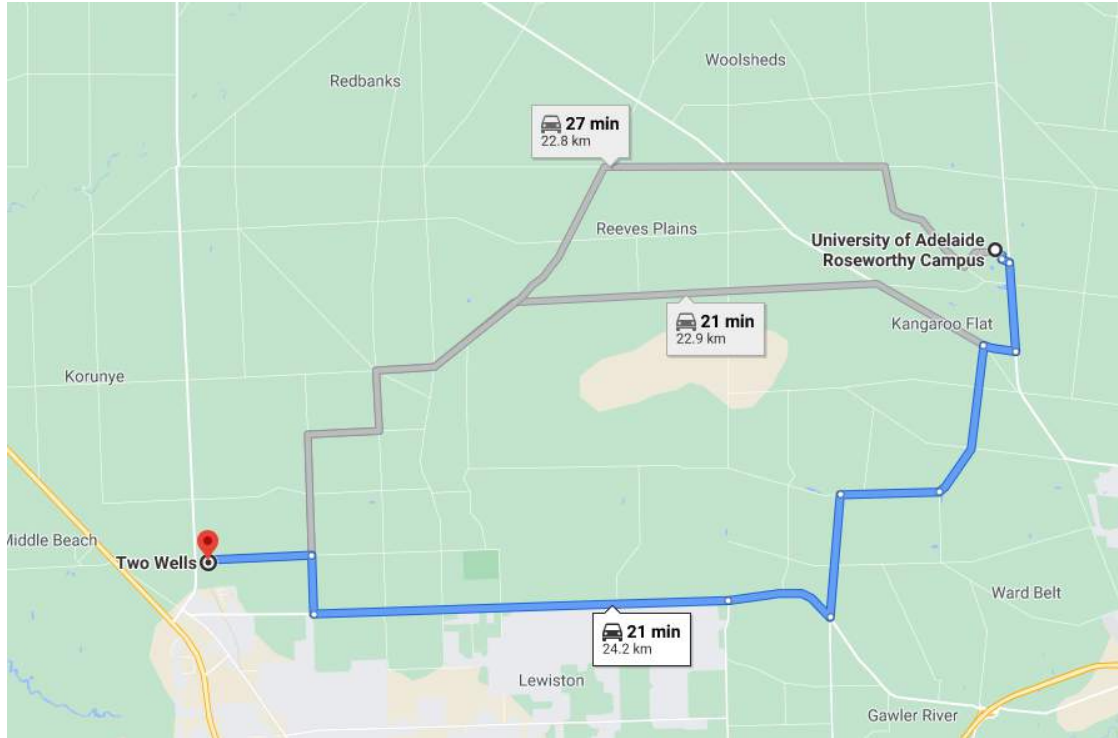 Woolsheds
Redbanks
27 min
22.8 km
Reeves Plains
University of Adelaide
Roseworthy Campus
21 min
22.9 km
Kangaroo Flat
Korunye
Middle Beach
Two Wells
Ward Belt
21 min
24.2 km
Lewiston
Gawler River